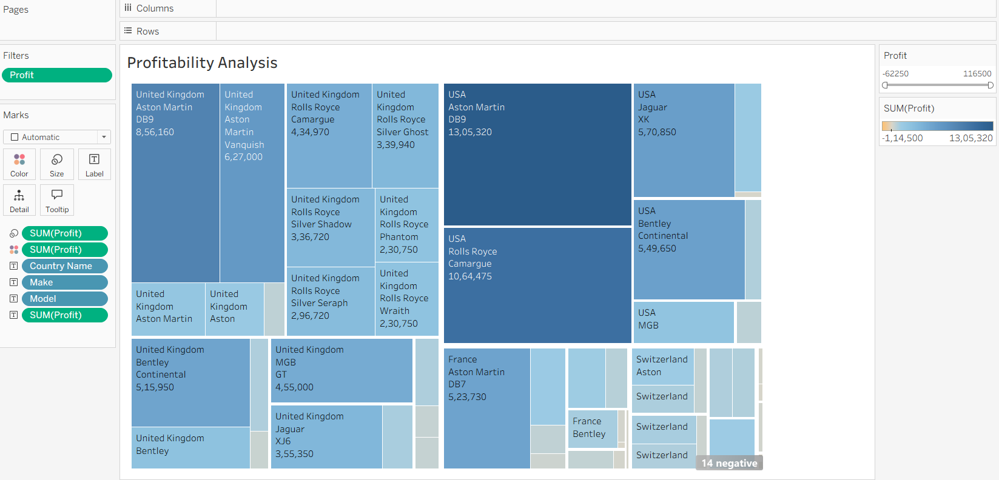 Pages
Columns
Rows
Filters
Profit
Marks
Automatic
Color
Size
Label
Detail
Tooltip
SUM(Profit)
SUM(Profit)
Country Name
Make
Model
SUM(Profit)
Profitability Analysis
United Kingdom
Aston Martin
DB9
8,56,160
United
Kingdom
Aston
Martin
Vanquish
6,27,000
United Kingdom
Rolls Royce
Camargue
4,34,970
United
Kingdom
Rolls Royce
Silver Ghost
3,39,940
United Kingdom
Rolls Royce
Silver Shadow
3,36,720
United
Kingdom
Rolls Royce
Phantom
2,30,750
United Kingdom
Rolls Royce
Silver Seraph
2,96,720
United
Kingdom
Rolls Royce
Wraith
2,30,750
United
Kingdom
Aston Martin
United
Kingdom
Aston
United Kingdom
Bentley
Continental
5,15,950
United Kingdom
Bentley
United Kingdom
MGB
GT
4,55,000
United Kingdom
Jaguar
XJ6
3,55,350
USA
Aston Martin
DB9
13,05,320
USA
Rolls Royce
Camargue
10,64,475
USA
Jaguar
XK
5,70,850
USA
Bentley
Continental
5,49,650
USA
MGB
France
Aston Martin
DB7
5,23,730
France
Bentley
Switzerland
Aston
Switzerland
Switzerland
Switzerland
14 negative
Profit
-62250 116500
SUM(Profit)
-1,14,500 13,05,320